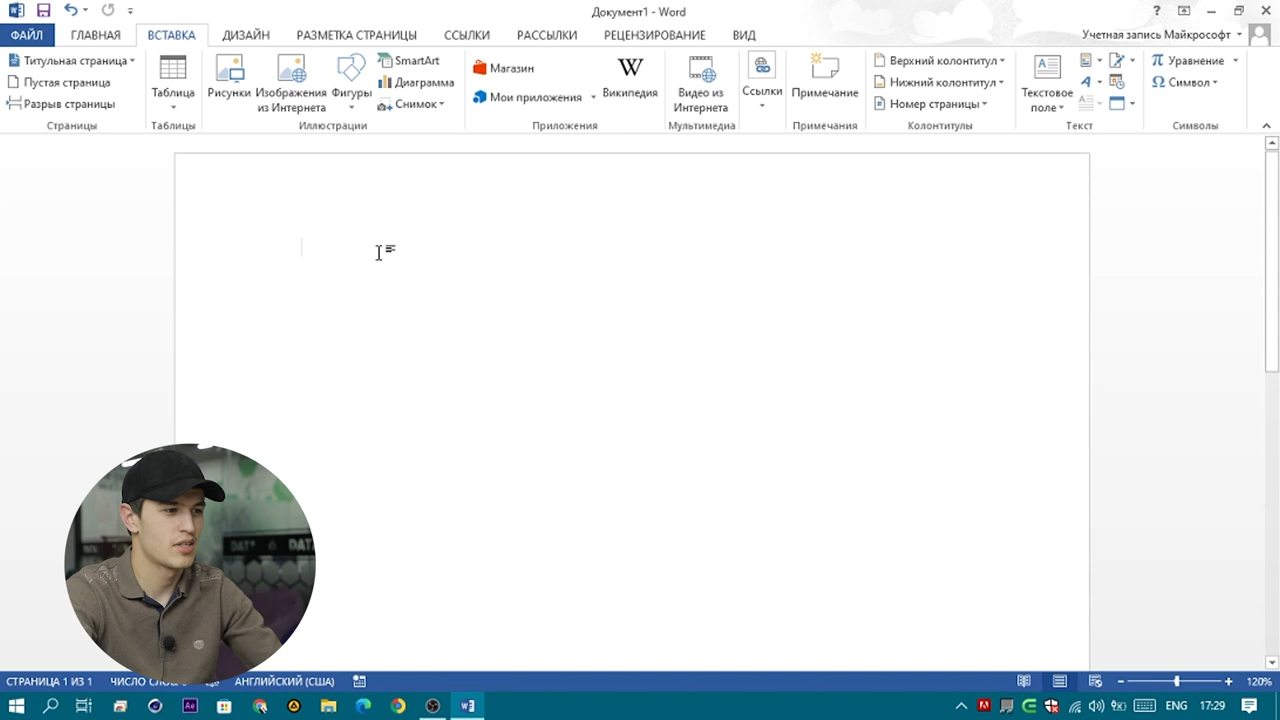 Документ1 - Word
ФАЙЛ ГЛАВНАЯ ВСТАВКА ДИЗАЙН РАЗМЕТКА СТРАНИЦЫ ССЫЛКИ РАССЫЛКИ РЕЦЕНЗИРОВАНИЕ ВИД Учетная запись Майкрософт
Титульная страница
Пустая страница
Разрыв страницы
Страницы
Таблица
Таблицы
Рисунки
Изображения
из Интернета
Фигуры
SmartArt
Диаграмма
Снимок
Иллюстрации
Магазин
Мои приложения
Википедия
Приложения
Видео из
Интернета
Мультимедиа
Ссылки
Примечание
Примечания
Верхний колонтитул
Нижний колонтитул
Номер страницы
Колонтитулы
Текстовое
поле
Текст
Уравнение
Символ
Символы
DAT DAT
СТРАНИЦА 1 ИЗ 1 ЧИСЛО АНГЛИЙСКИЙ (США) 120%
Ae ENG 17:29